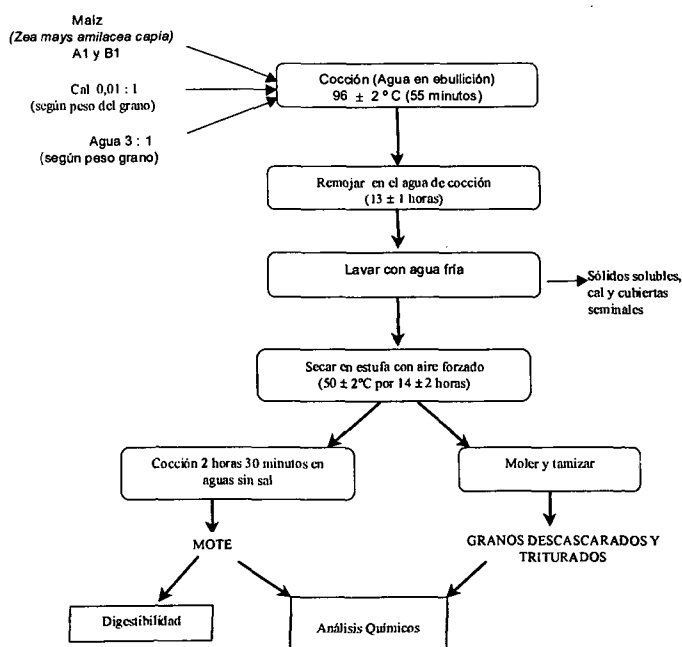 Maíz
(Zea mays amilacea capia)
A1 y B1
Cal 0,01 : 1
(según peso del grano)
Agua 3 : 1
(según peso grano)
Cocción (Agua en ebullición)
96 ± 2 º C (55 minutos)
Remojar en el agua de cocción
(13 ± 1 horas)
Lavar con agua fría
Sólidos solubles,
cal y cubiertas
seminales
Secar en estufa con aire forzado
(50 ± 2ºC por 14 ± 2 horas)
Cocción 2 horas 30 minutos en
aguas sin sal
Moler y tamizar
MOTE
GRANOS DESCASCARADOS Y
TRITURADOS
Digestibilidad
Análisis Químicos